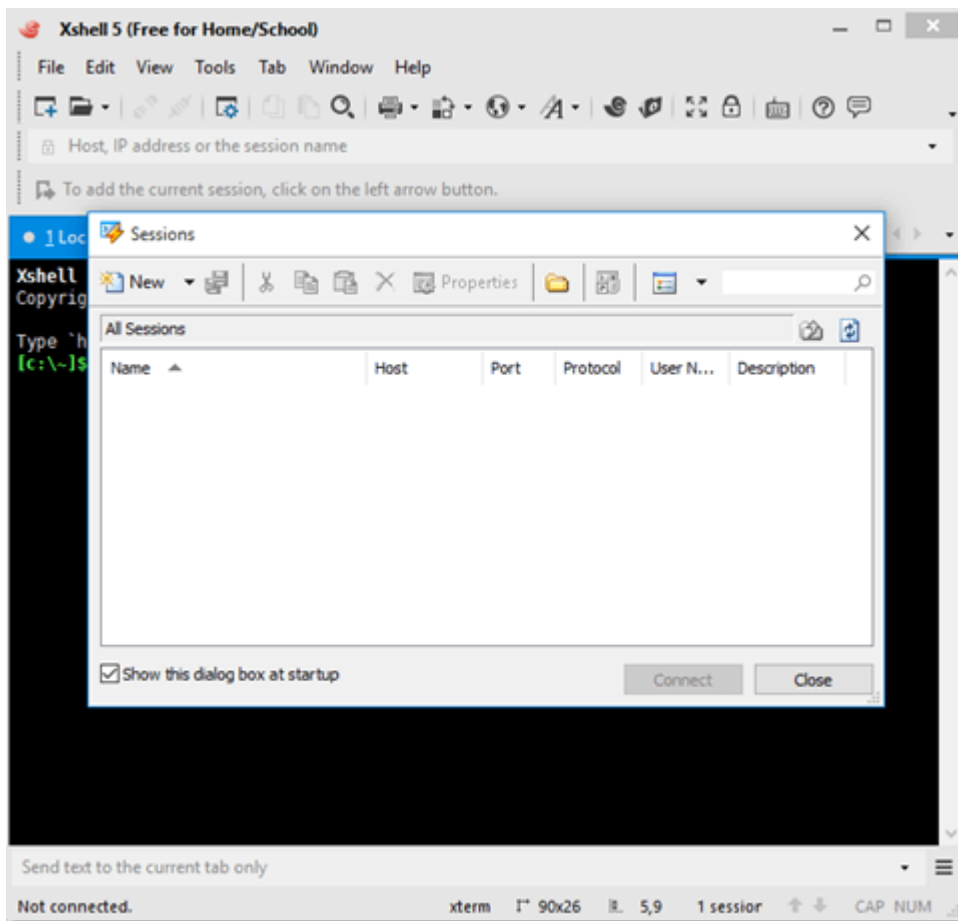 Xshell 5 (Free for Home/School)
File Edit View Tools Tab Window Help
Host, IP address or the session name
To add the current session, click on the left arrow button.
1 Loc
Sessions
Xshell
Copyrig
Type `h
[c:\~]$
New Properties
All Sessions
Name Host Port Protocol User N... Description
Show this dialog box at startup
Connect Close
Send text to the current tab only
Not connected. xterm 90x26 5,9 1 session CAP NUM